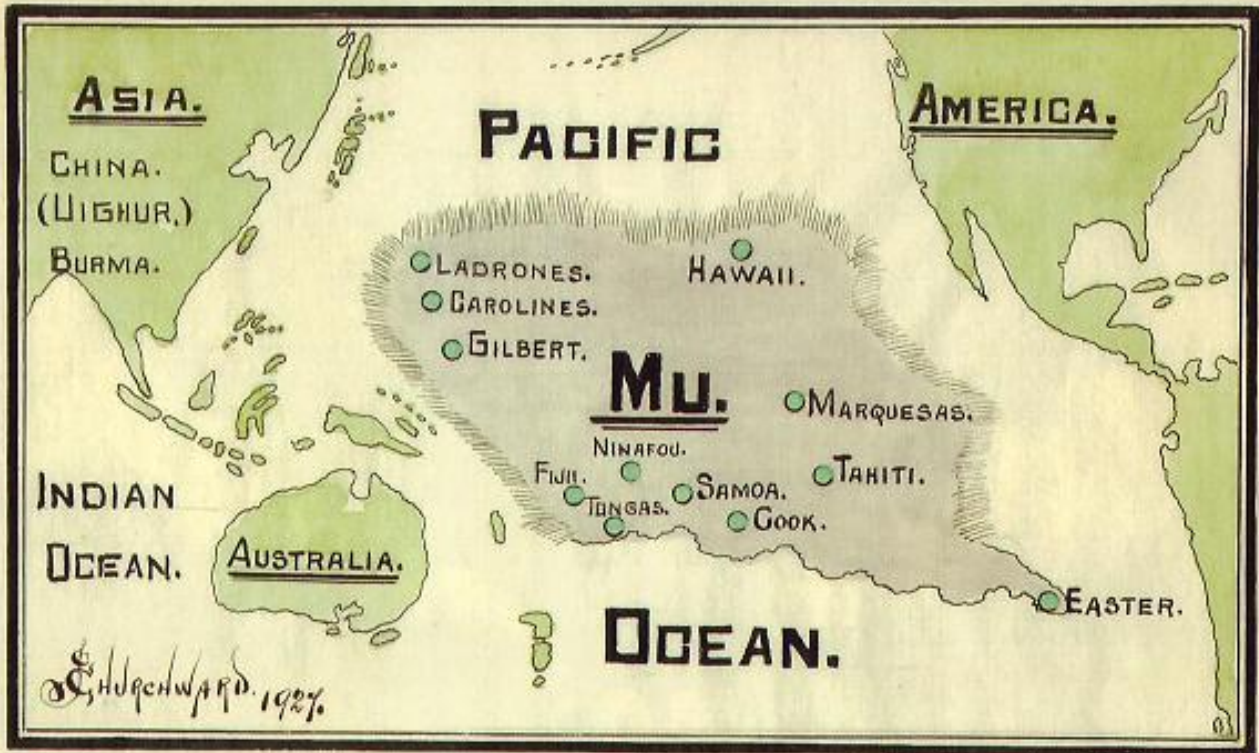 ASIA.
CHINA.
(UIGHUR.)
BURMA.
PACIFIC
AMERICA.
LADRONES.
HAWAII.
CAROLINES.
GILBERT.
MU.
MARQUESAS.
NINAFOU.
FIJII.
TONGAS.
SAMOA.
TAHITI.
COOK.
INDIAN
OCEAN.
AUSTRALIA.
EASTER.
OCEAN.
CHURCHWARD. 1927.